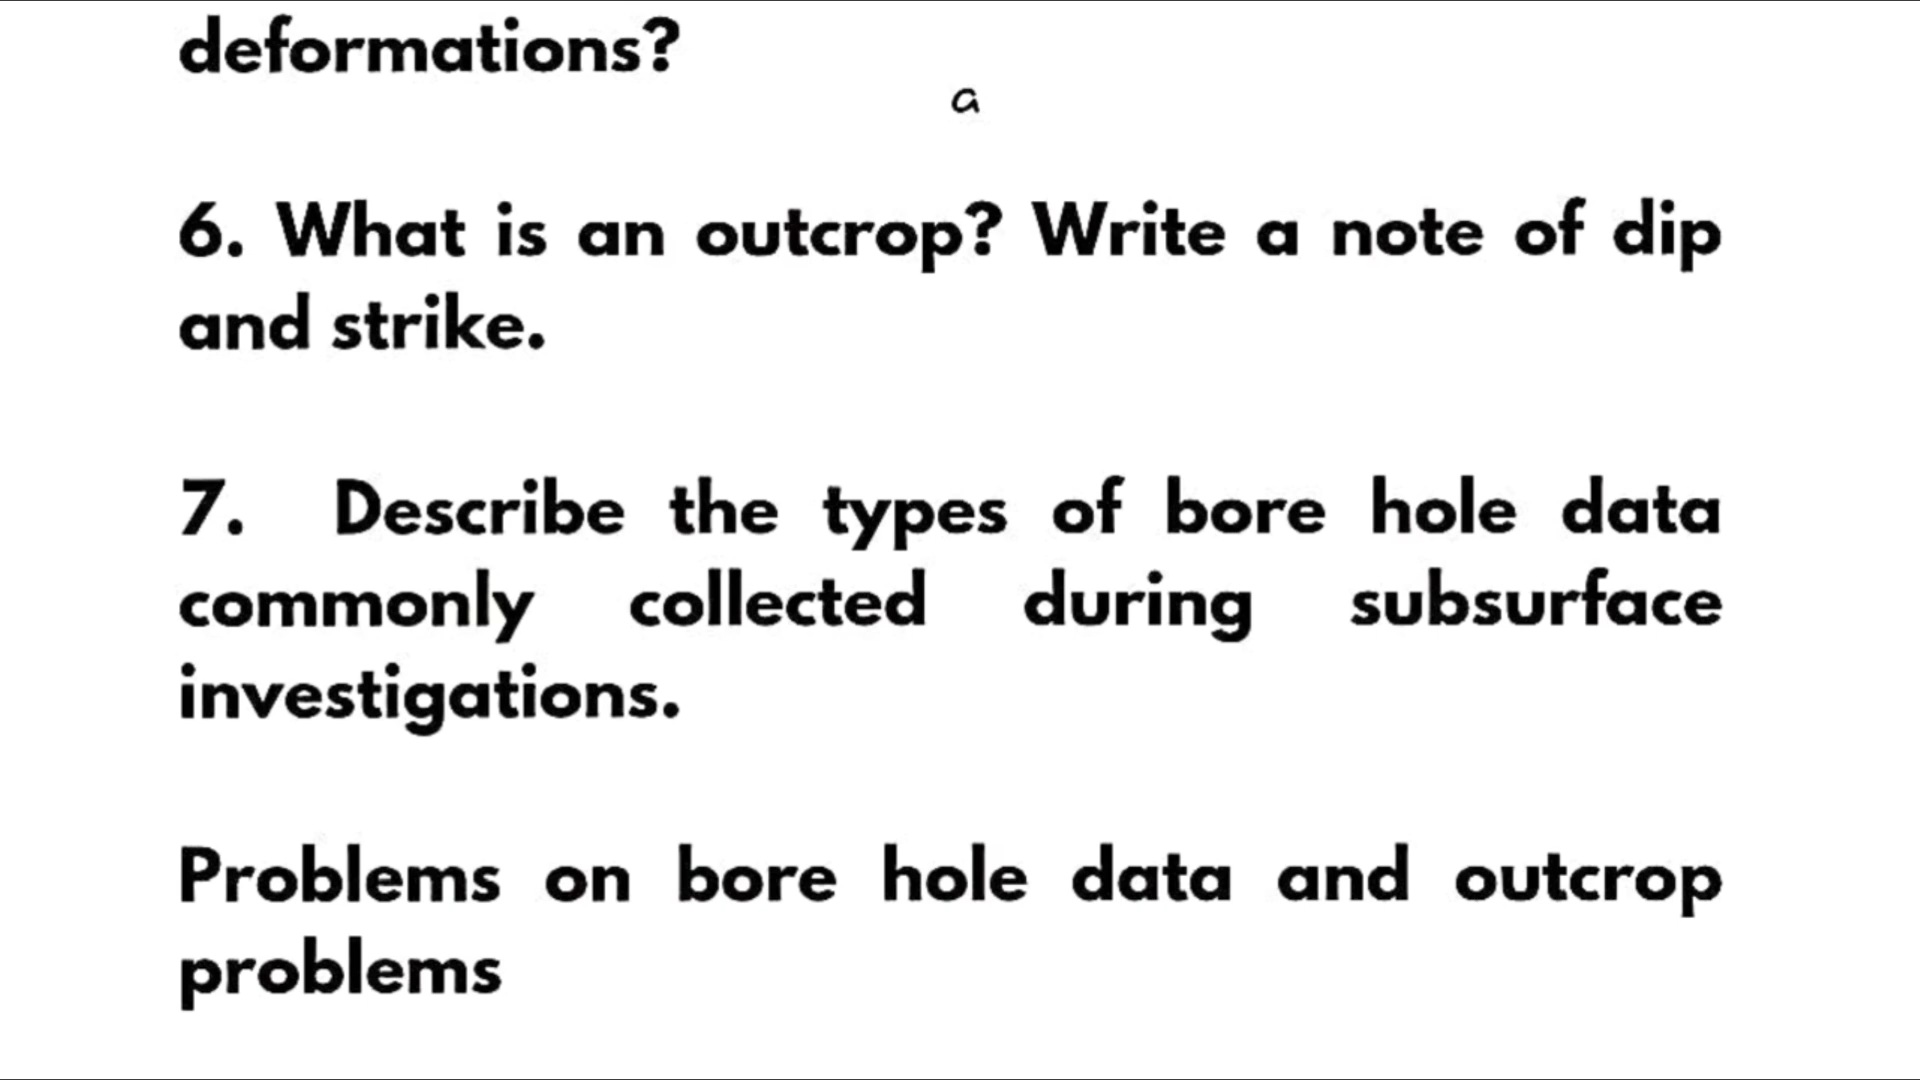 deformations?
a
6. What is an outcrop? Write a note of dip
and strike.
7. Describe the types of bore hole data
commonly collected during subsurface
investigations.
Problems on bore hole data and outcrop
problems